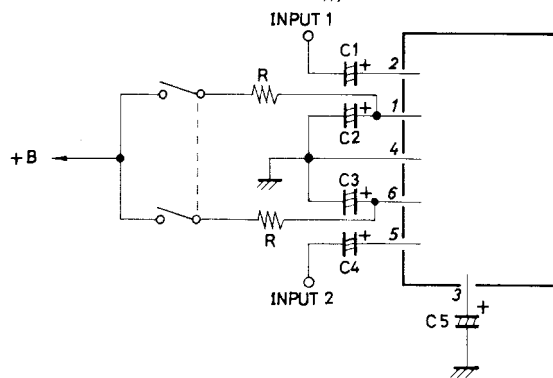 INPUT 1
C1 + 2
R
+ 1
C2
+B
4
C3
+ 6
R
+ 5
C4
INPUT 2
3
C5 +